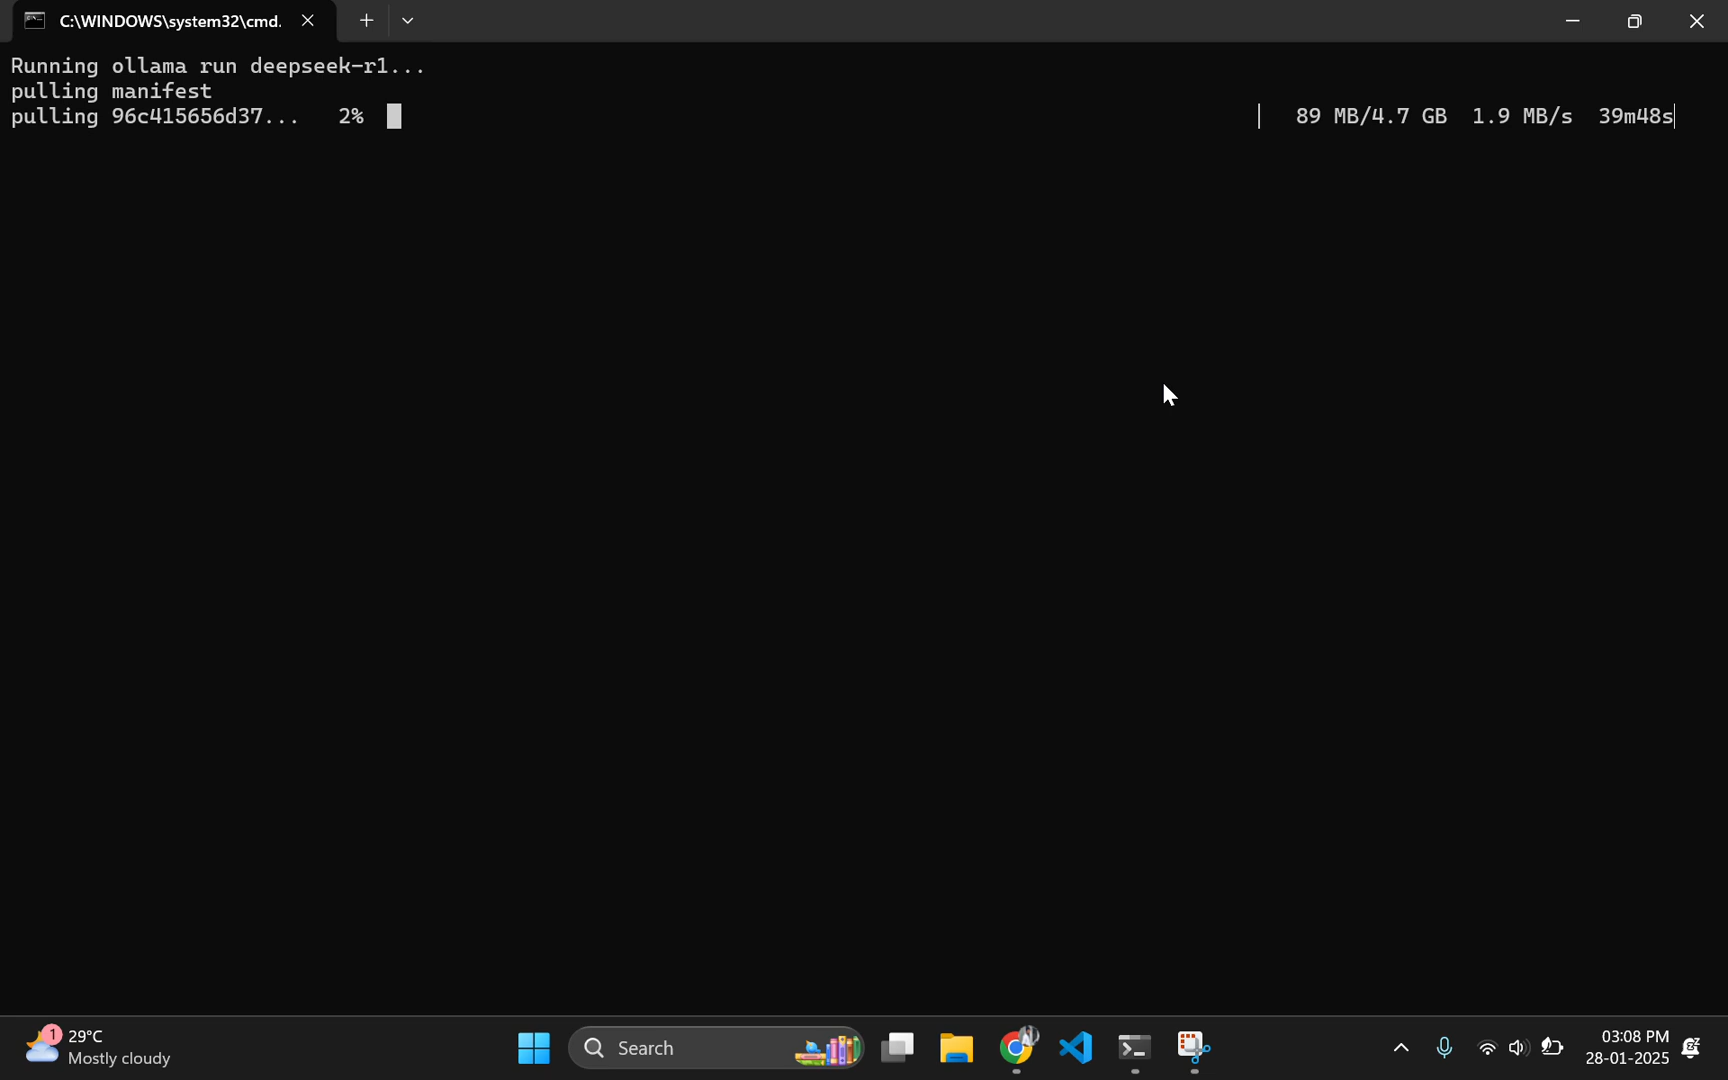 C:\WINDOWS\system32\cmd.
Running ollama run deepseek-r1...
pulling manifest
pulling 96c415656d37... 2% 89 MB/4.7 GB 1.9 MB/s 39m48s
1
29°C
Mostly cloudy
Search
03:08 PM
28-01-2025